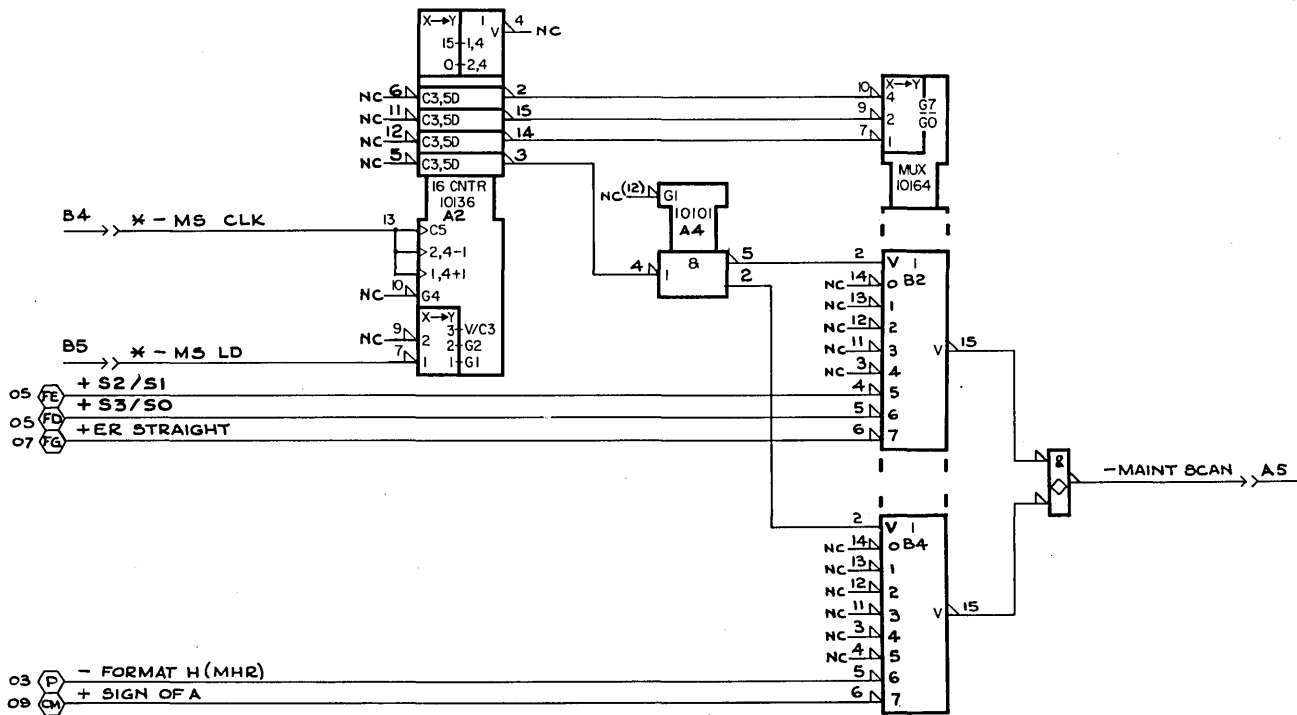 X→Y 1 4
V NC
15 1,4
0 2,4
NC 6 C3,5D 2
NC 11 C3,5D 15
NC 12 C3,5D 14
NC 5 C3,5D 3
16 CNTR
10136
A2
B4 * - MS CLK 13 C5
2,4-1
1,4+1
NC 10 G4
X→Y
NC 9 2 3 V/C3
2 G2
B5 * - MS LD 7 1 1 G1
10 X→Y
4 G7
9 2 G0
7 1
MUX
10164
NC (12) G1
10101
A4
&
4 1 5
2
2 V 1
NC 14 0 B2
NC 13 1
NC 12 2
NC 11 3 V 15
NC 3 4
05 FE + S2/S1 4 5
05 FD + S3/S0 5 6
07 FG +ER STRAIGHT 6 7
&
-MAINT SCAN A5
2 V 1
NC 14 0 B4
NC 13 1
NC 12 2
NC 11 3 V 15
NC 3 4
NC 4 5
03 P - FORMAT H (MHR) 5 6
09 CM + SIGN OF A 6 7